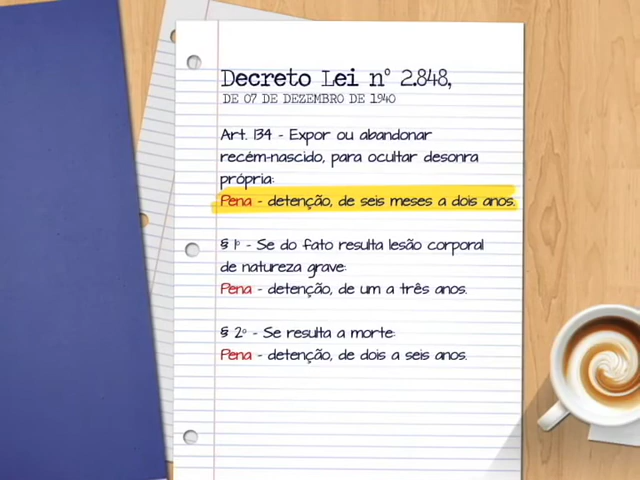 Decreto Lei nº 2.848,
DE 07 DE DEZEMBRO DE 1940
Art. 134 - Expor ou abandonar
recém-nascido, para ocultar desonra
própria:
Pena - detenção, de seis meses a dois anos.
§ 1º - Se do fato resulta lesão corporal
de natureza grave:
Pena - detenção, de um a três anos.
§ 2º - Se resulta a morte:
Pena - detenção, de dois a seis anos.